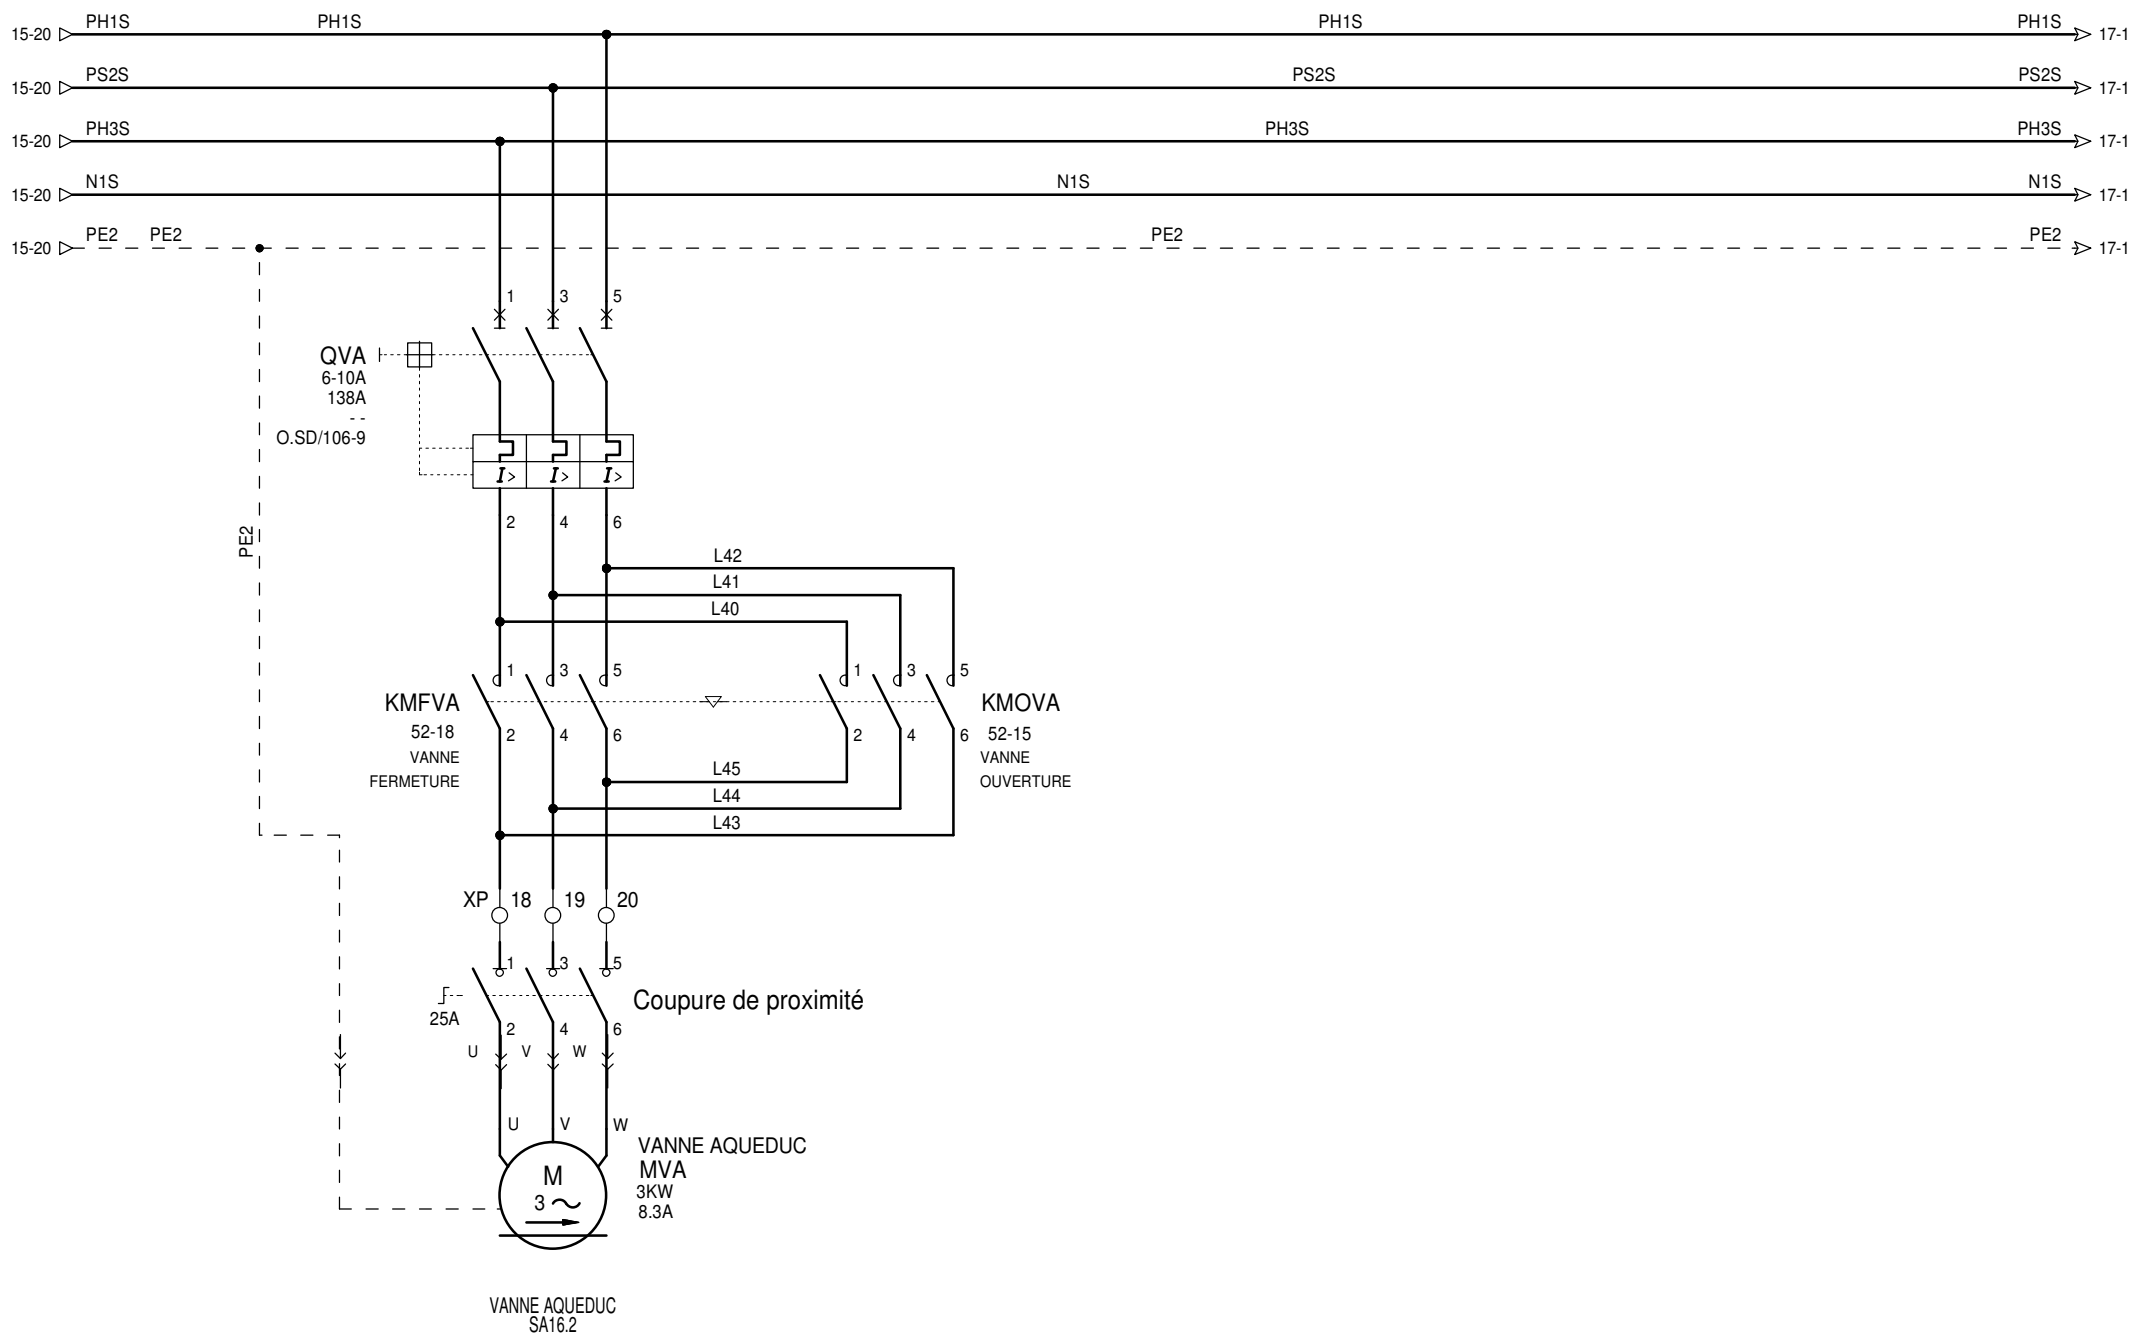 15-20 PH1S PH1S PH1S PH1S 17-1
15-20 PS2S PS2S PS2S 17-1
15-20 PH3S PH3S PH3S 17-1
15-20 N1S N1S N1S 17-1
15-20 PE2 PE2 PE2 PE2 17-1
1 3 5
QVA
6-10A
138A
- -
O.SD/106-9
I> I> I>
2 4 6
PE2
L42
L41
L40
1 3 5 1 3 5
KMFVA KMOVA
52-18 2 4 6 2 4 6 52-15
VANNE VANNE
FERMETURE OUVERTURE
L45
L44
L43
XP 18 19 20
1 3 5
Coupure de proximité
25A
2 4 6
U V W
U V W
VANNE AQUEDUC
M MVA
3KW
3 8.3A
VANNE AQUEDUC
SA16.2